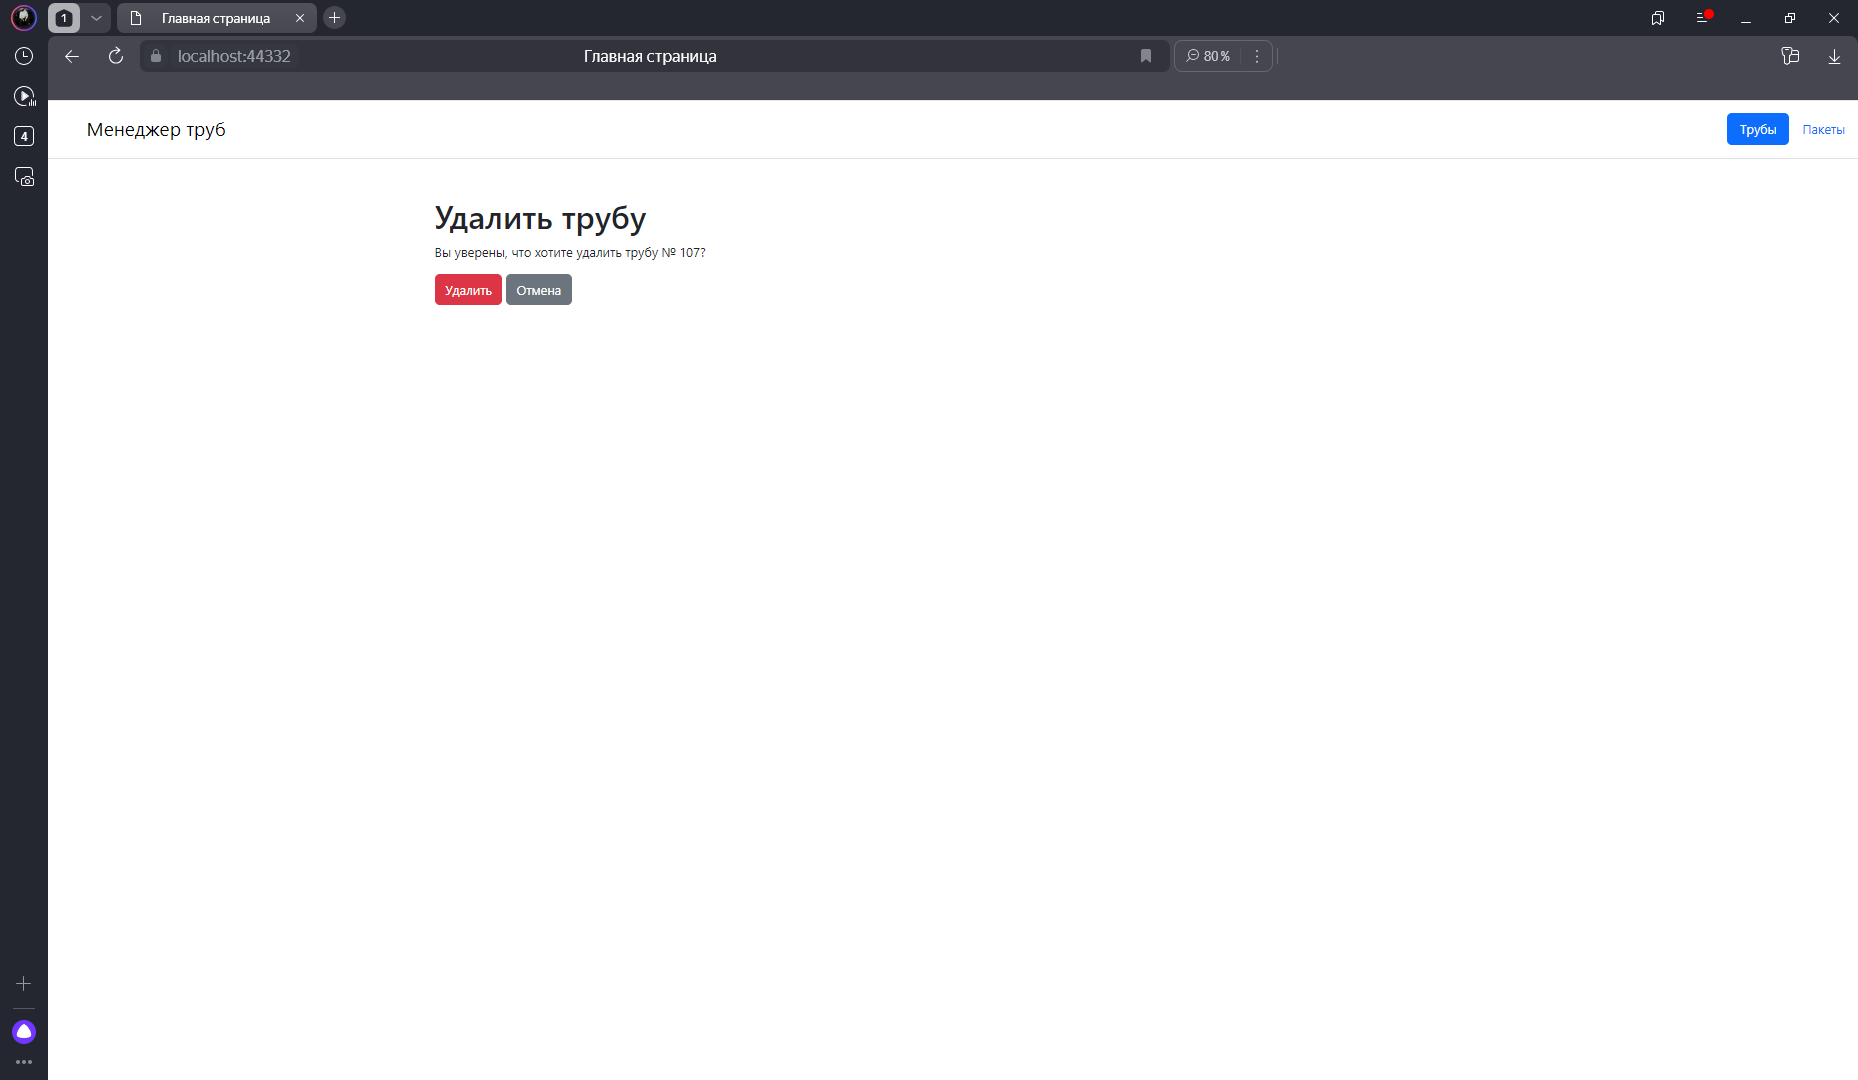 1
Главная страница
localhost:44332
Главная страница
80 %
4
Менеджер труб
Трубы
Пакеты
Удалить трубу
Вы уверены, что хотите удалить трубу № 107?
Удалить
Отмена